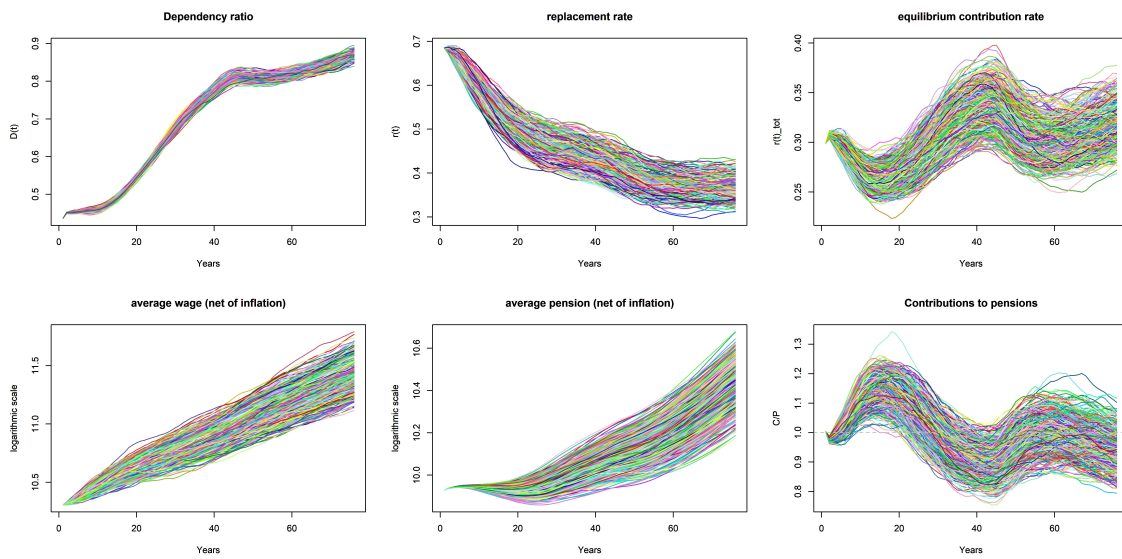 Dependency ratio
D(t)
0.9
0.8
0.7
0.6
0.5
0 20 40 60
Years
replacement rate
r(t)
0.7
0.6
0.5
0.4
0.3
0 20 40 60
Years
equilibrium contribution rate
r(t)_tot
0.40
0.35
0.30
0.25
0 20 40 60
Years
average wage (net of inflation)
logarithmic scale
11.5
11.0
10.5
0 20 40 60
Years
average pension (net of inflation)
logarithmic scale
10.6
10.4
10.2
10.0
0 20 40 60
Years
Contributions to pensions
C/P
1.3
1.2
1.1
1.0
0.9
0.8
0 20 40 60
Years